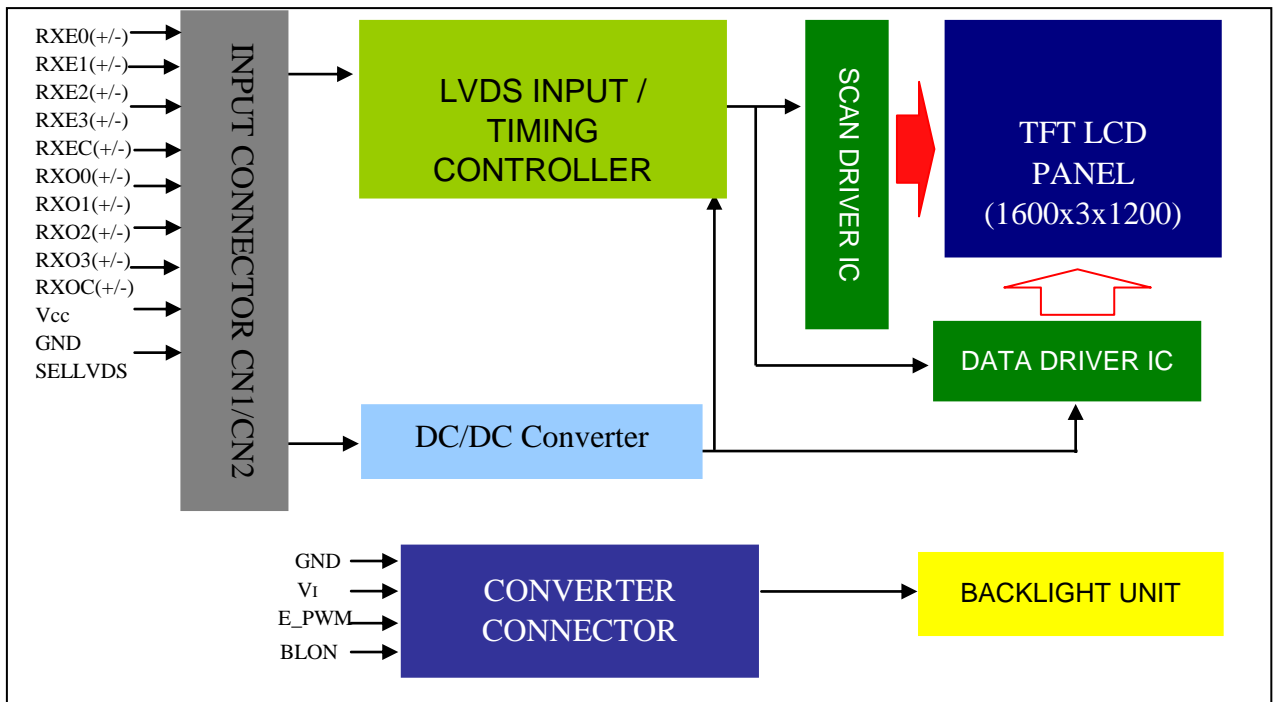 RXE0(+/-)
RXE1(+/-)
RXE2(+/-)
RXE3(+/-)
RXEC(+/-)
RXO0(+/-)
RXO1(+/-)
RXO2(+/-)
RXO3(+/-)
RXOC(+/-)
Vcc
GND
SELLVDS
INPUT CONNECTOR CN1/CN2
LVDS INPUT /
TIMING
CONTROLLER
SCAN DRIVER IC
TFT LCD
PANEL
(1600x3x1200)
DATA DRIVER IC
DC/DC Converter
GND
VI
E_PWM
BLON
CONVERTER
CONNECTOR
BACKLIGHT UNIT